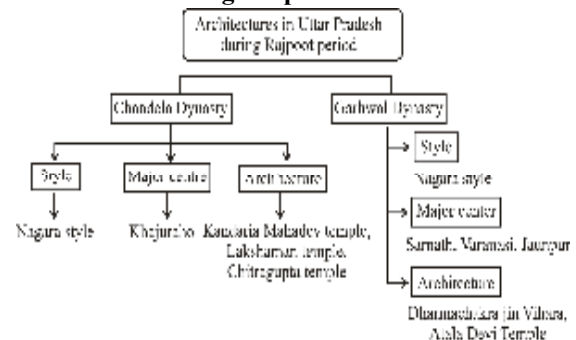 Architectures in Uttar Pradesh
during Rajpoot period
Chandela Dynasty
Garhwal Dynasty
Style
Major centre
Architecture
Style
Nagara style
Nagara style
Khajuraho
Kandaria Mahadev temple,
Lakshaman temple,
Chitragupta temple
Major center
Sarnath, Varanasi, Jaunpur
Architecture
Dharmachakra jin Vihara,
Atala Devi Temple